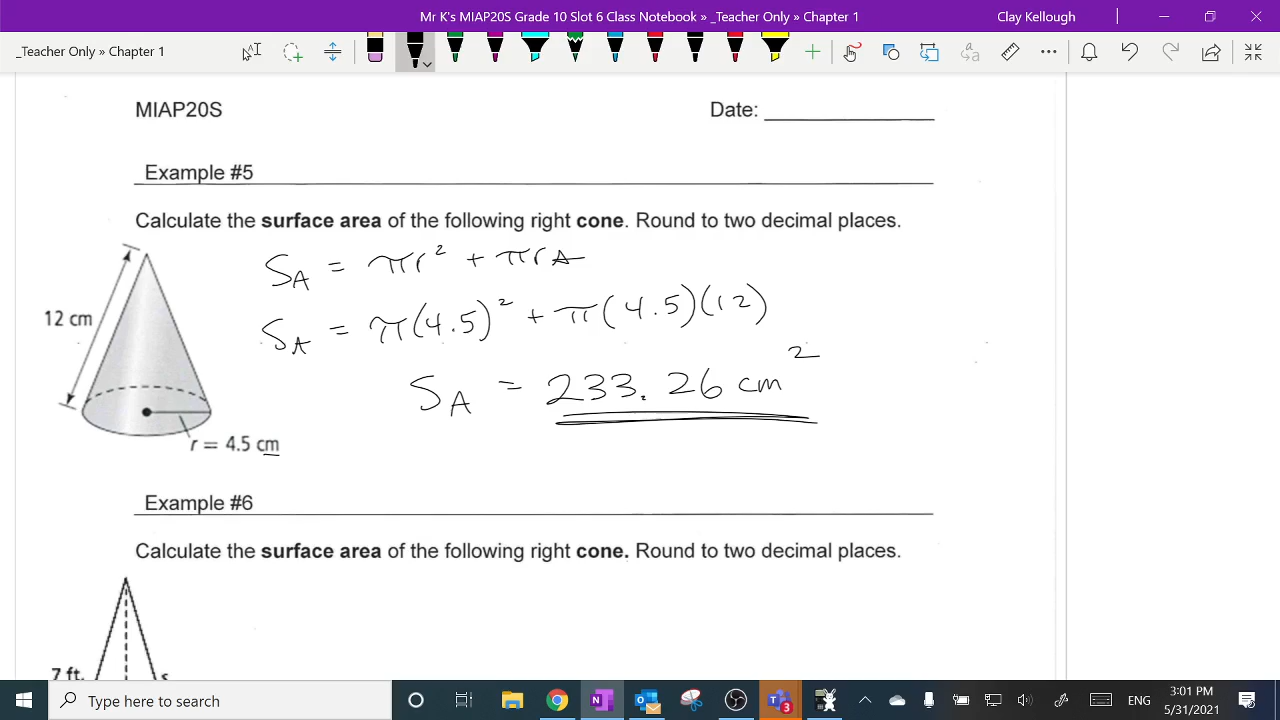 Mr K's MIAP20S Grade 10 Slot 6 Class Notebook » _Teacher Only » Chapter 1
Clay Kellough
_Teacher Only » Chapter 1
MIAP20S
Date:
Example #5
Calculate the surface area of the following right cone. Round to two decimal places.
12 cm
r = 4.5 cm
SA = πr² + πrA
SA = π(4.5)² + π(4.5)(12)
SA = 233.26 cm²
Example #6
Calculate the surface area of the following right cone. Round to two decimal places.
7 ft.
s
Type here to search
3
ENG
3:01 PM
5/31/2021